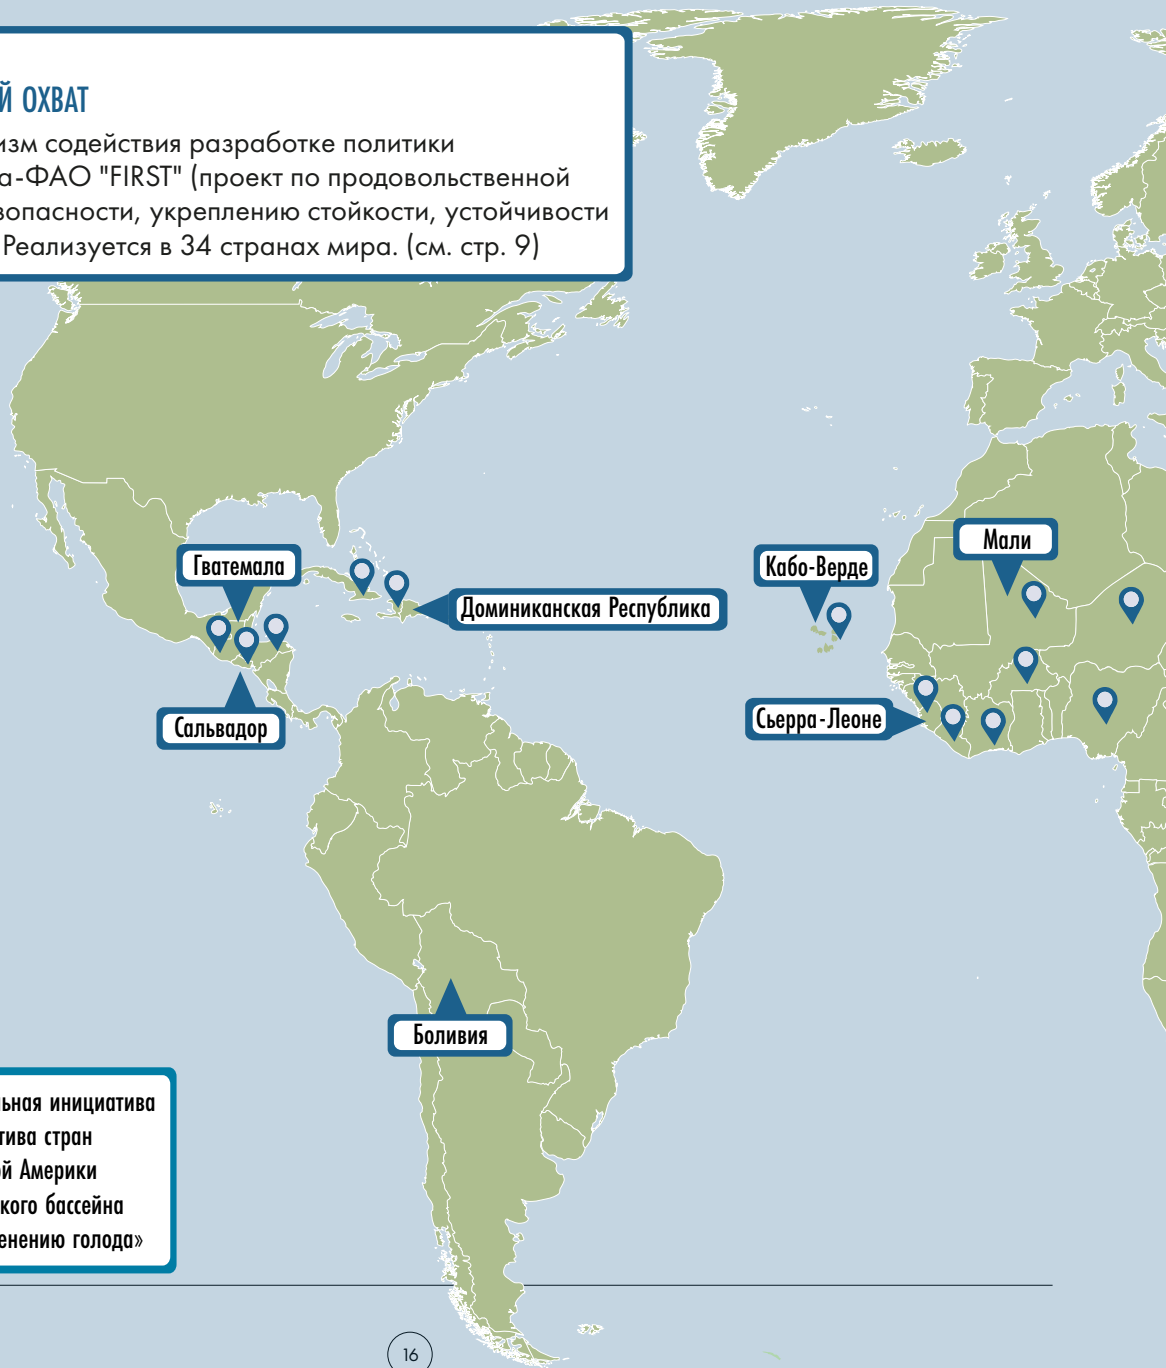 Й ОХВАТ
изм содействия разработке политики
а-ФАО "FIRST" (проект по продовольственной
зопасности, укреплению стойкости, устойчивости
Реализуется в 34 странах мира. (см. стр. 9)
Гватемала
Доминиканская Республика
Кабо-Верде
Мали
Сальвадор
Сьерра-Леоне
Боливия
ьная инициатива
тива стран
ой Америки
кого бассейна
енению голода»
16